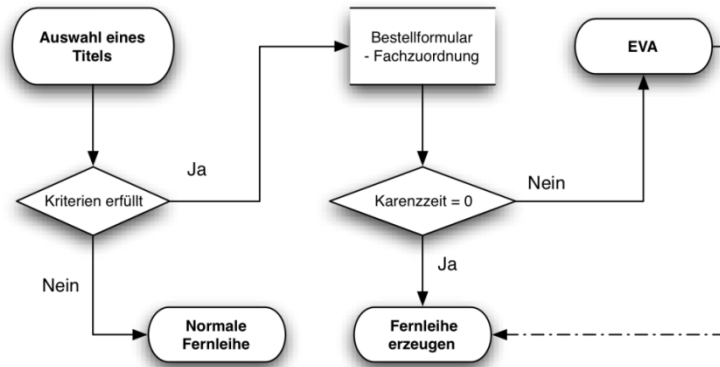 Auswahl eines
Titels
Bestellformular
- Fachzuordnung
EVA
Ja
Kriterien erfüllt
Karenzzeit = 0
Nein
Nein
Ja
Normale
Fernleihe
Fernleihe
erzeugen